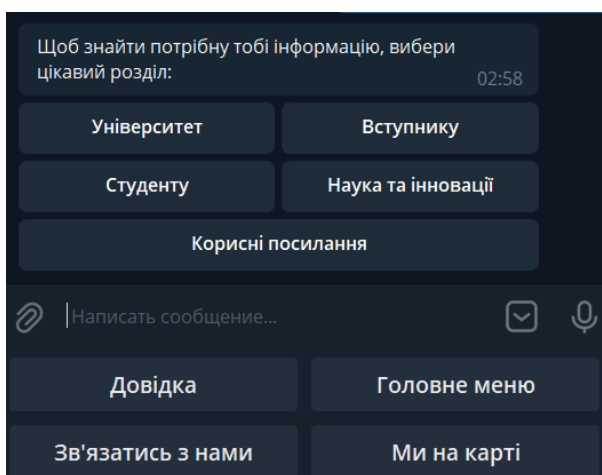 Щоб знайти потрібну тобі інформацію, вибери
цікавий розділ:
02:58
Університет
Вступнику
Студенту
Наука та інновації
Корисні посилання
Написать сообщение...
Довідка
Головне меню
Зв'язатись з нами
Ми на карті